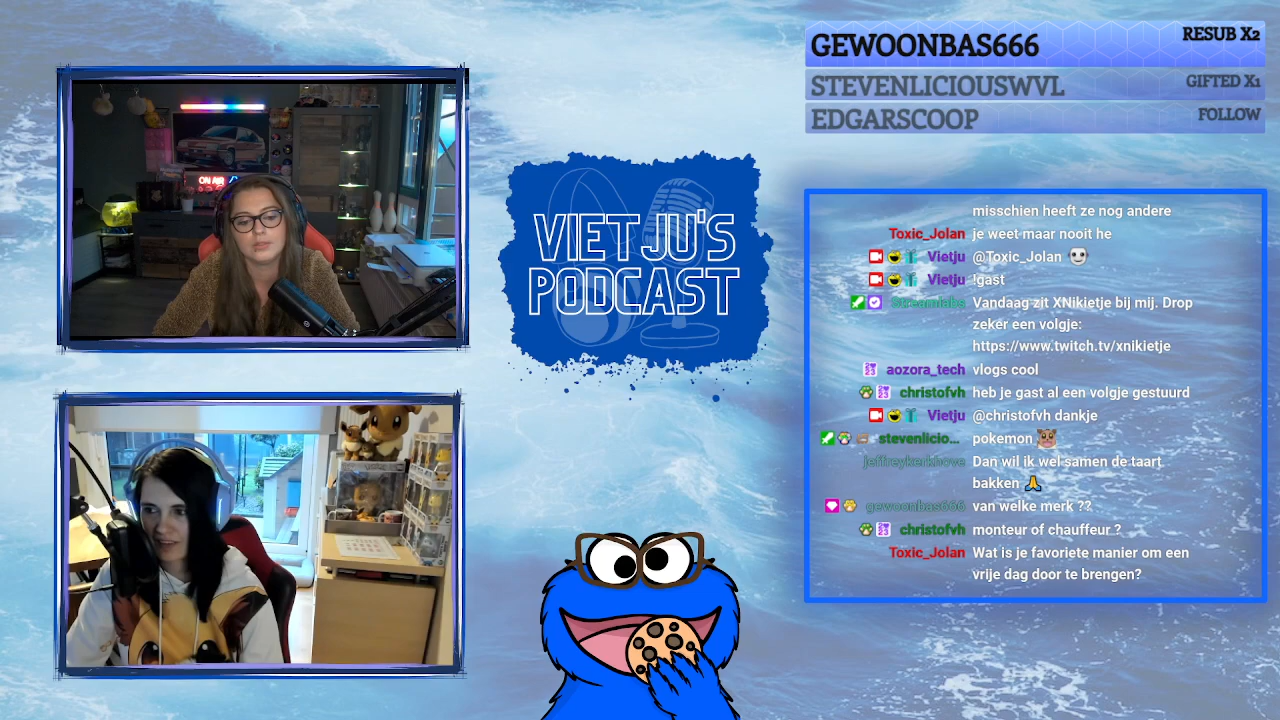 GEWOONBAS666 RESUB X2
STEVENLICIOUSWVL GIFTED X1
EDGARSCOOP FOLLOW
ON AIR
VIETJU'S
PODCAST
misschien heeft ze nog andere
Toxic_Jolan je weet maar nooit he
Vietju @Toxic_Jolan
Vietju !gast
Streamlabs Vandaag zit XNikietje bij mij. Drop
zeker een volgje:
https://www.twitch.tv/xnikietje
aozora_tech vlogs cool
christofvh heb je gast al een volgje gestuurd
Vietju @christofvh dankje
stevenlicio... pokemon
jeffreykerkhove Dan wil ik wel samen de taart
bakken 🙏
gewoonbas666 van welke merk ??
christofvh monteur of chauffeur ?
Toxic_Jolan Wat is je favoriete manier om een
vrije dag door te brengen?